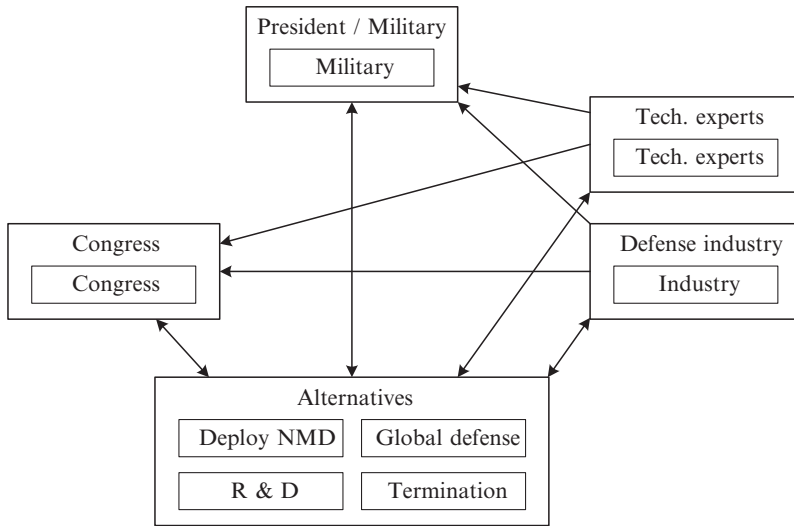 President / Military
Military
Tech. experts
Tech. experts
Congress
Congress
Defense industry
Industry
Alternatives
Deploy NMD
Global defense
R & D
Termination